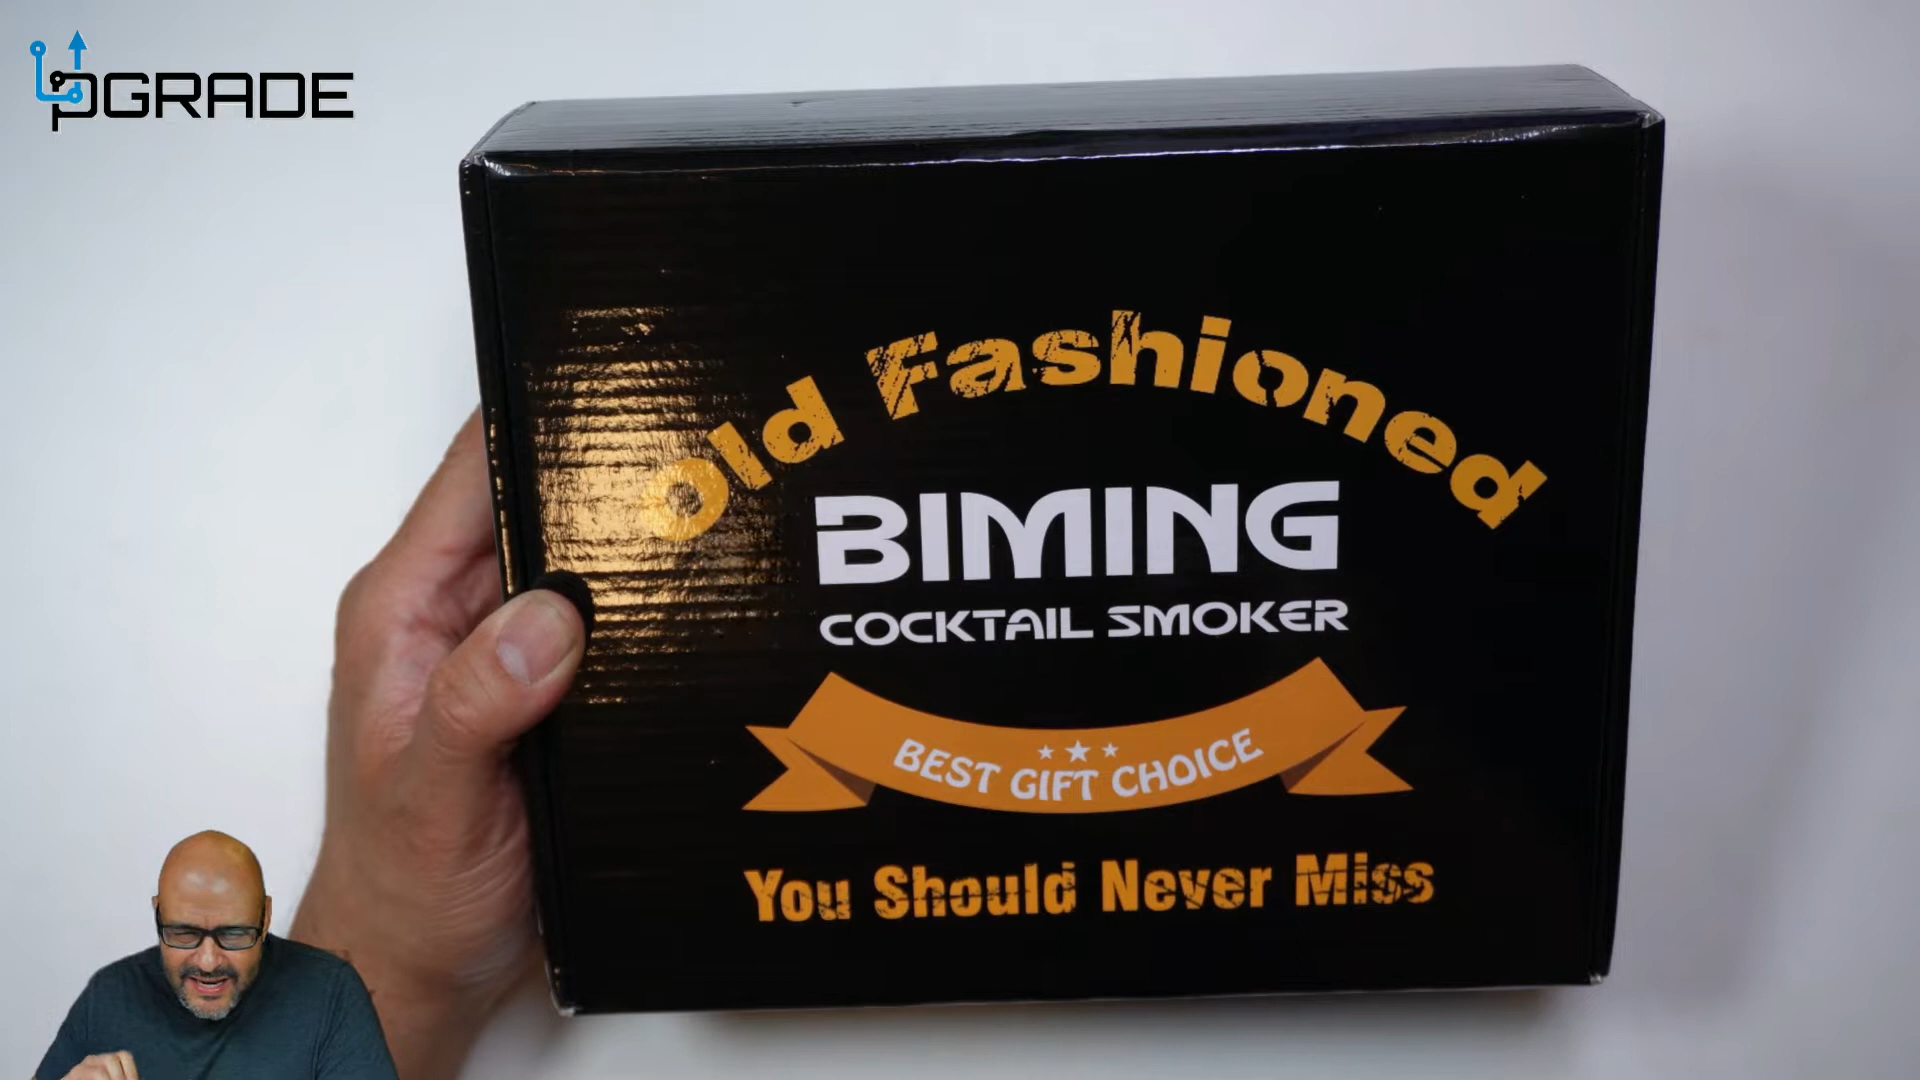 UPGRADE
Old Fashioned
BIMING
COCKTAIL SMOKER
BEST GIFT CHOICE
You Should Never Miss